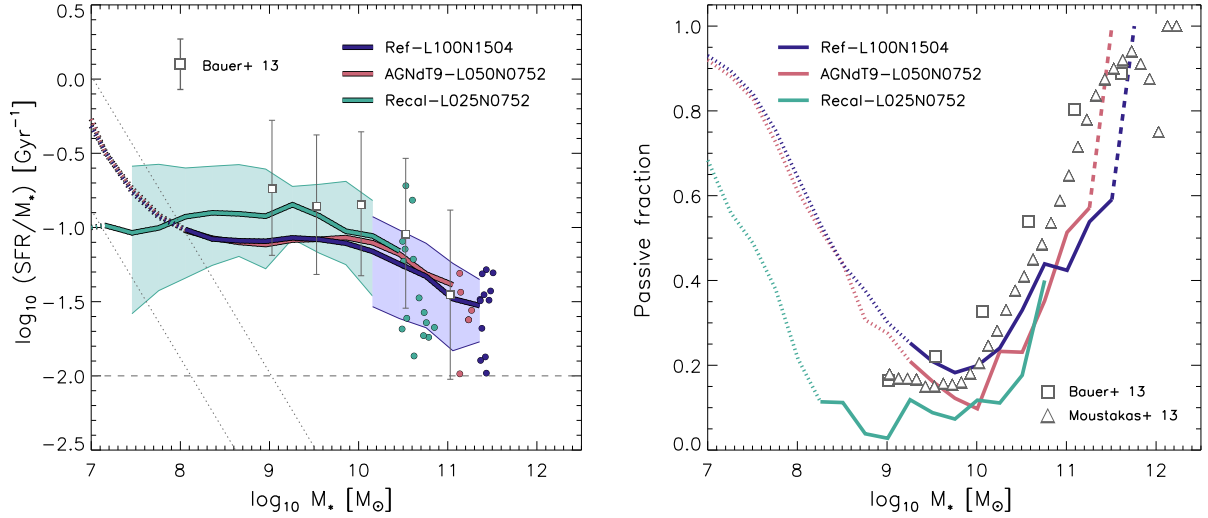 0.5
0.0
−0.5
−1.0
−1.5
−2.0
−2.5
log₁₀ (SFR/M*) [Gyr⁻¹]
Bauer+ 13
Ref−L100N1504
AGNdT9−L050N0752
Recal−L025N0752
7 8 9 10 11 12
log₁₀ M* [M⊙]
1.0
0.8
0.6
0.4
0.2
0.0
Passive fraction
Ref−L100N1504
AGNdT9−L050N0752
Recal−L025N0752
Bauer+ 13
Moustakas+ 13
7 8 9 10 11 12
log₁₀ M* [M⊙]